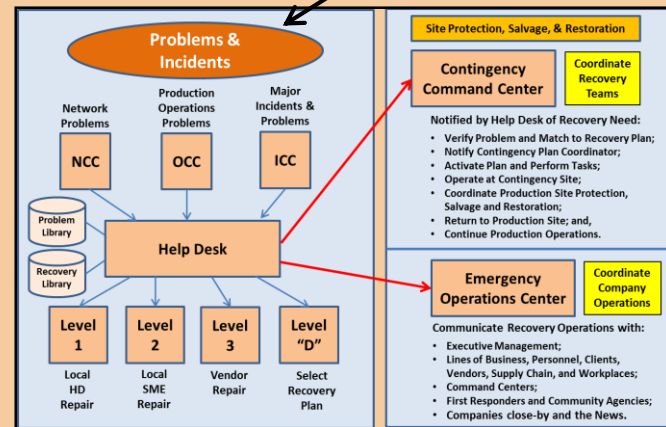 Problems &
Incidents
Network
Problems
Production
Operations
Problems
Major
Incidents &
Problems
NCC
OCC
ICC
Problem
Library
Recovery
Library
Help Desk
Level
1
Level
2
Level
3
Level
"D"
Local
HD
Repair
Local
SME
Repair
Vendor
Repair
Select
Recovery
Plan
Site Protection, Salvage, & Restoration
Contingency
Command Center
Coordinate
Recovery
Teams
Notified by Help Desk of Recovery Need:
• Verify Problem and Match to Recovery Plan;
• Notify Contingency Plan Coordinator;
• Activate Plan and Perform Tasks;
• Operate at Contingency Site;
• Coordinate Production Site Protection,
Salvage and Restoration;
• Return to Production Site; and,
• Continue Production Operations.
Emergency
Operations Center
Coordinate
Company
Operations
Communicate Recovery Operations with:
• Executive Management;
• Lines of Business, Personnel, Clients,
Vendors, Supply Chain, and Workplaces;
• Command Centers;
• First Responders and Community Agencies;
• Companies close-by and the News.